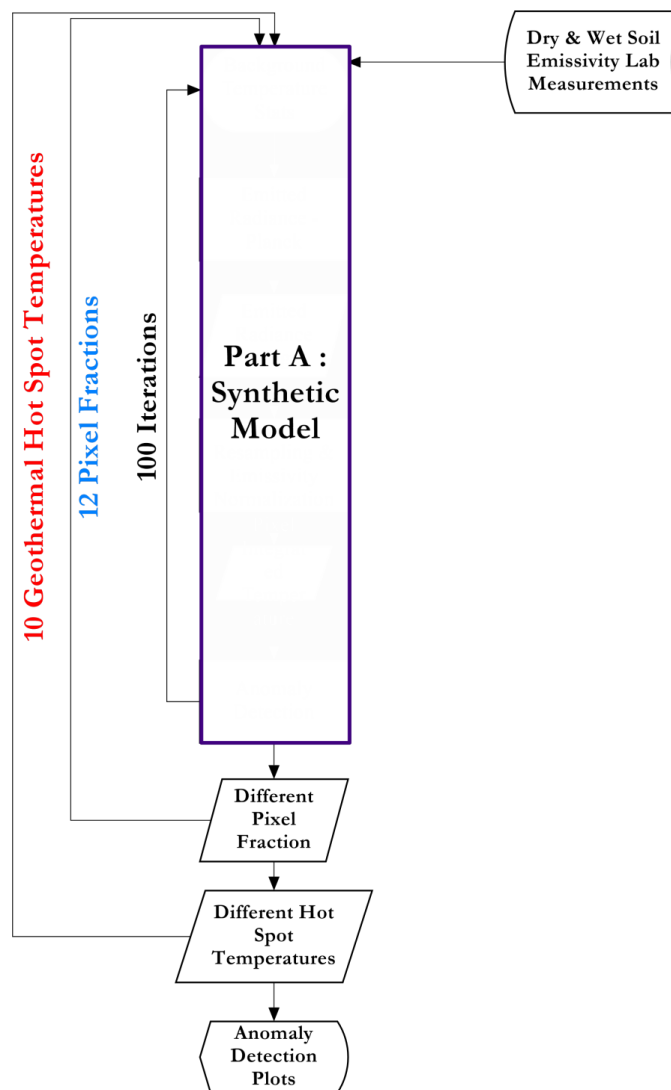 Dry & Wet Soil
Emissivity Lab
Measurements
10 Geothermal Hot Spot Temperatures
12 Pixel Fractions
100 Iterations
Part A :
Synthetic
Model
Different
Pixel
Fraction
Different Hot
Spot
Temperatures
Anomaly
Detection
Plots